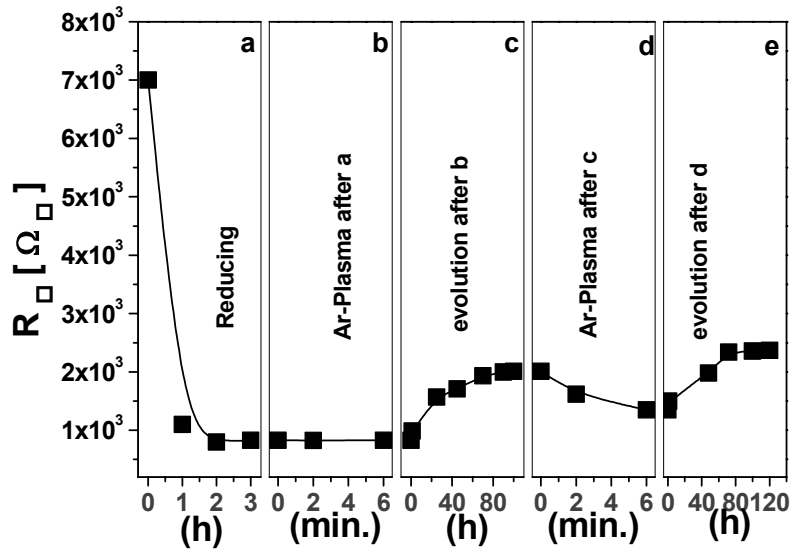 8x10³
7x10³
6x10³
5x10³
4x10³
3x10³
2x10³
1x10³
R□ [Ω□]
a
b
c
d
e
Reducing
Ar-Plasma after a
evolution after b
Ar-Plasma after c
evolution after d
0 1 2 3
0 2 4 6
0 40 80
0 2 4 6
0 40 80 120
(h)
(min.)
(h)
(min.)
(h)